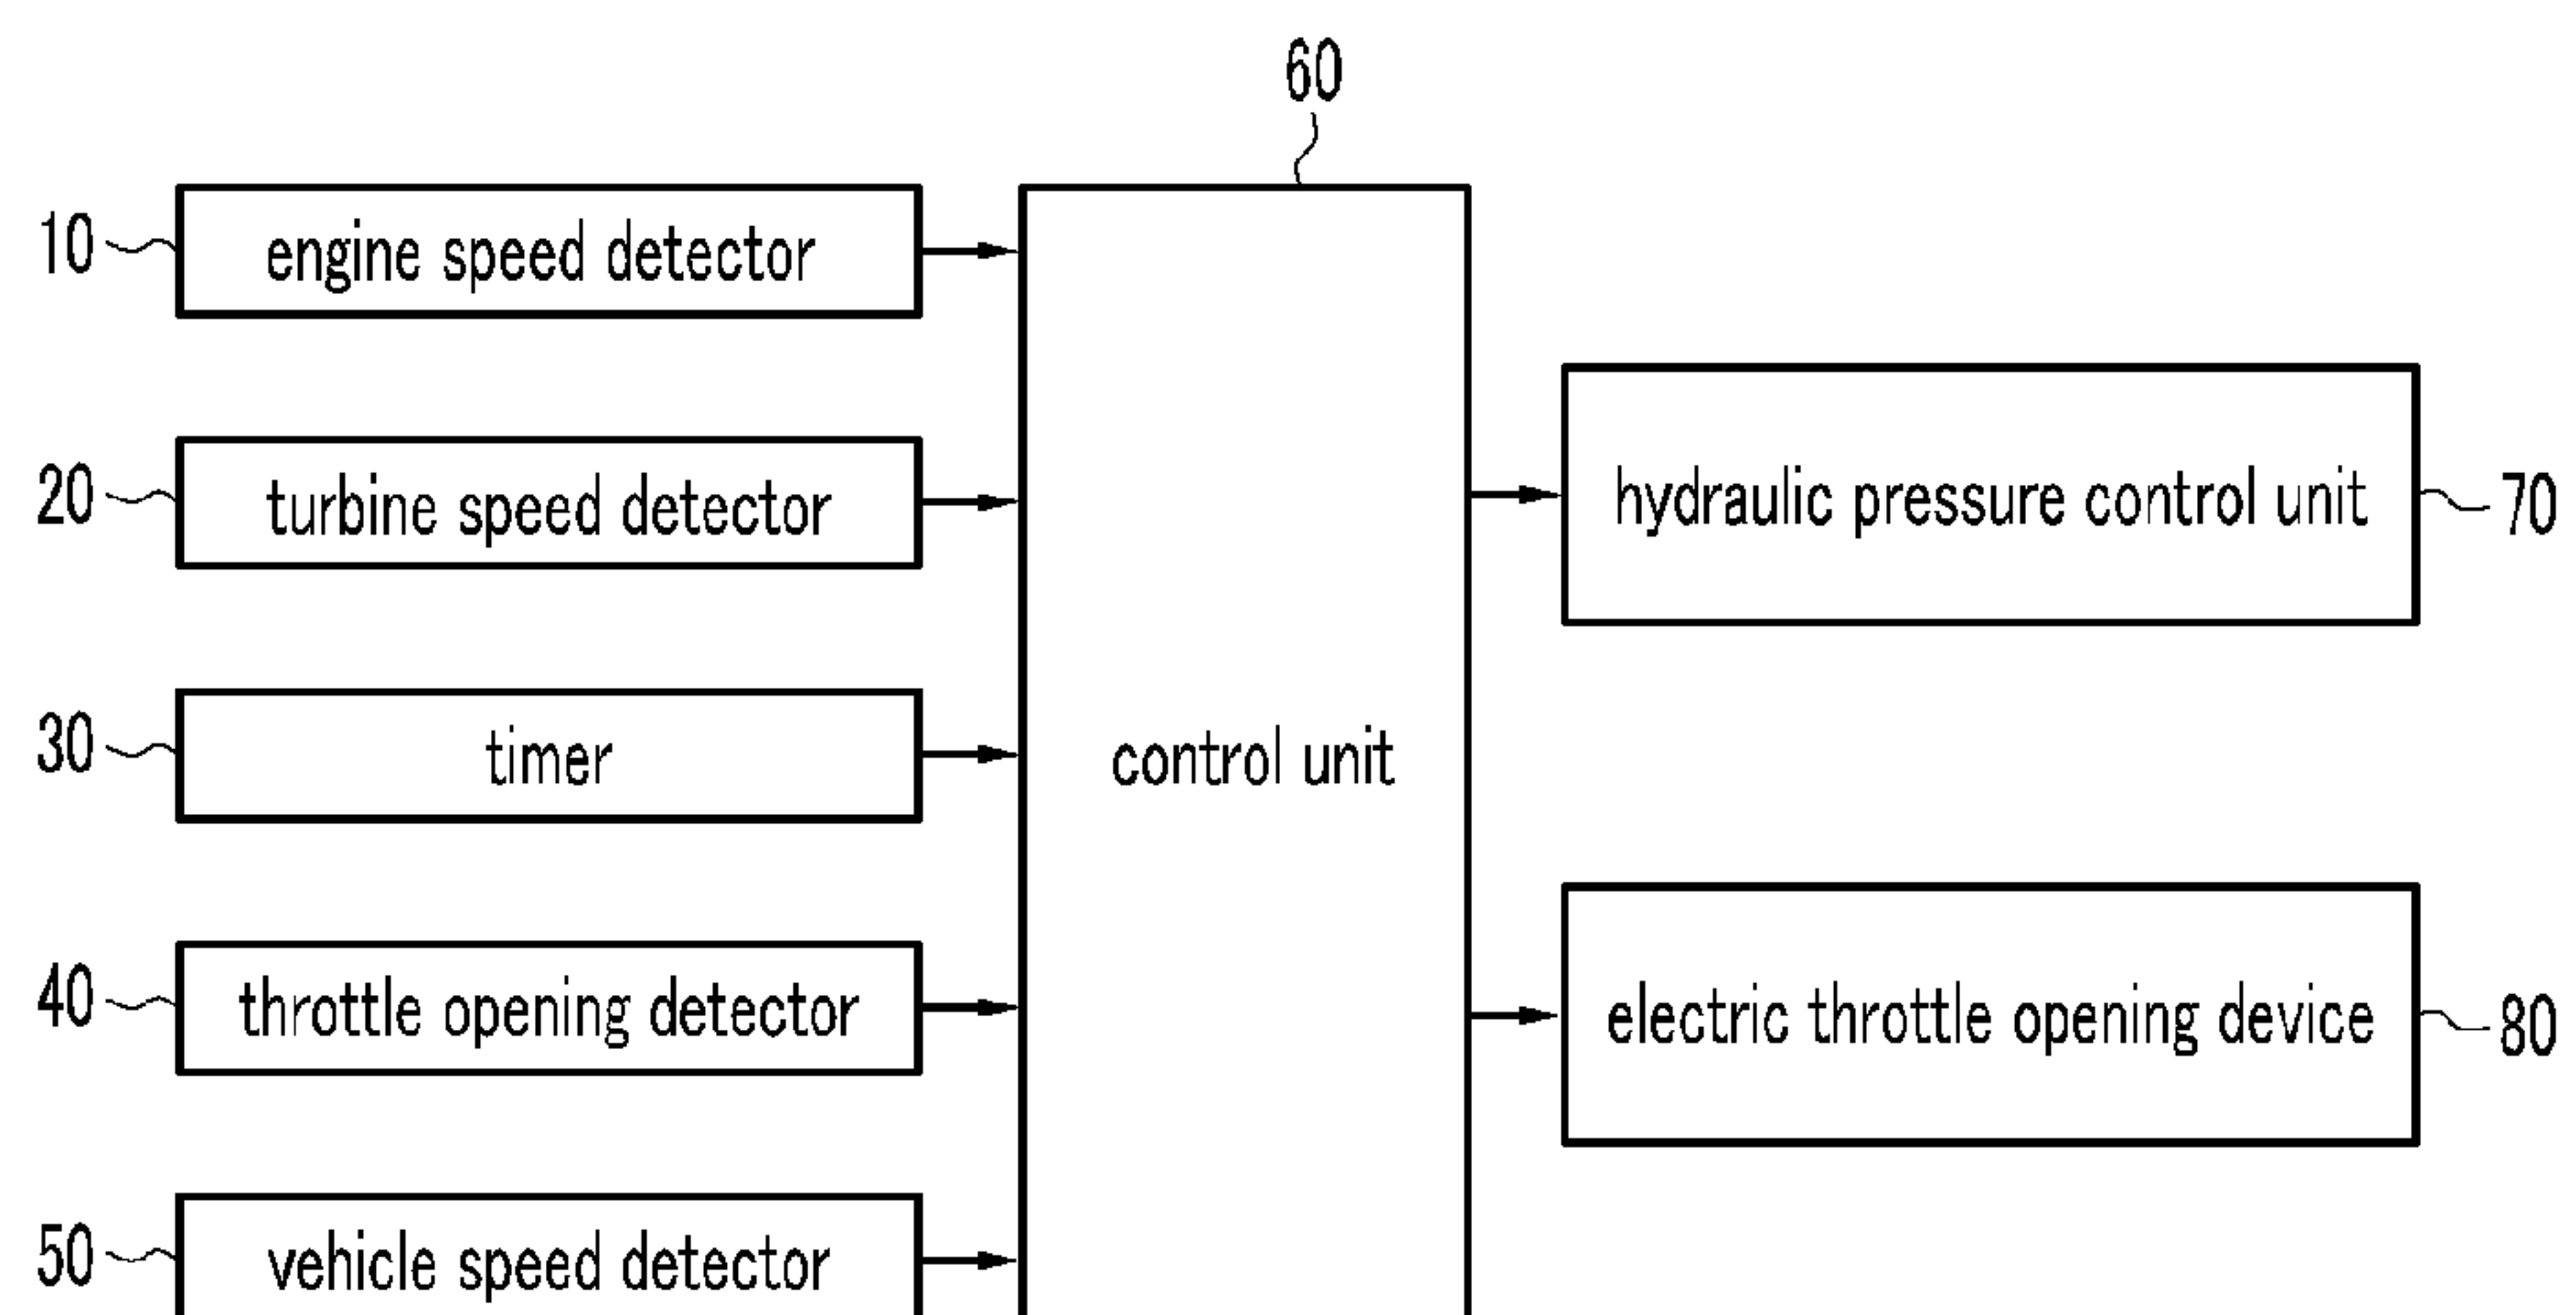 60
10
engine speed detector
20
turbine speed detector
hydraulic pressure control unit
70
30
timer
control unit
40
throttle opening detector
electric throttle opening device
80
50
vehicle speed detector